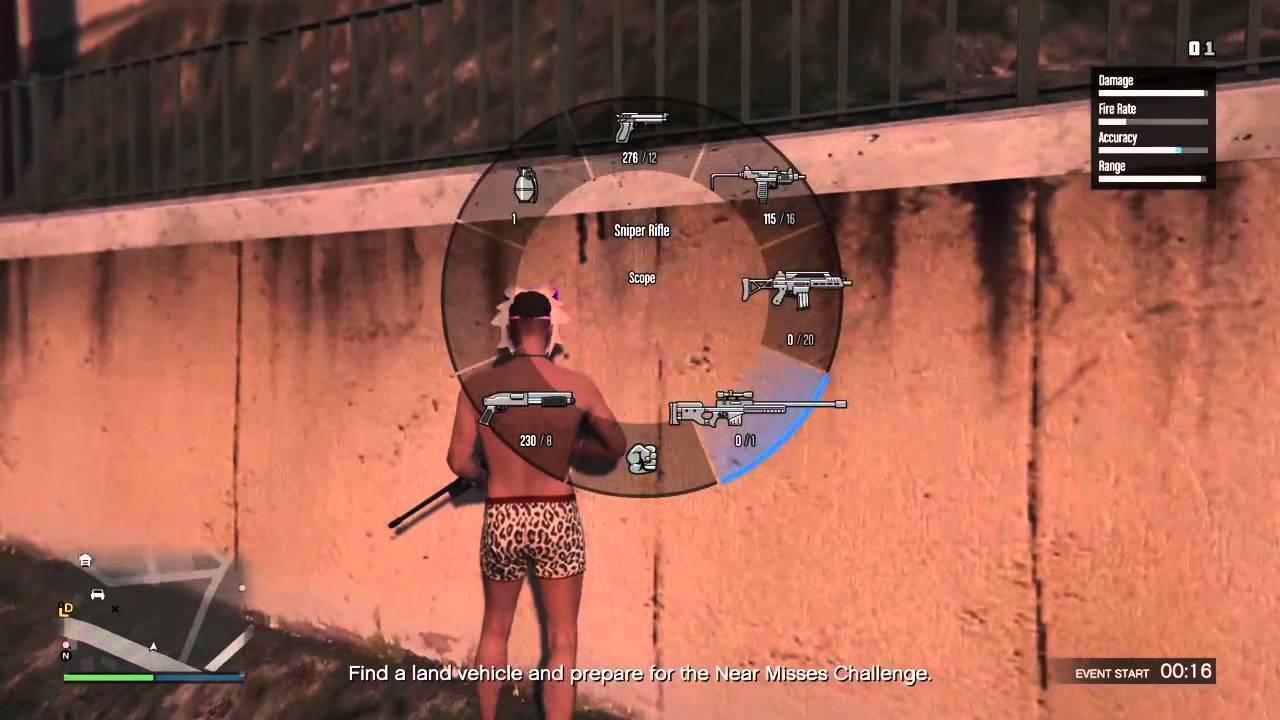 0 1
Damage
Fire Rate
Accuracy
Range
276 / 12
1
115 / 16
Sniper Rifle
Scope
0 / 20
230 / 8
0 / 1
LD
N
Find a land vehicle and prepare for the Near Misses Challenge.
EVENT START 00:16